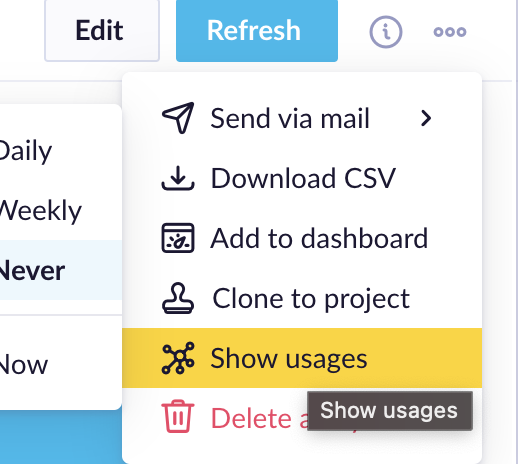 Edit
Refresh
Send via mail
Download CSV
Add to dashboard
Clone to project
Show usages
Show usages
Delete
Daily
Weekly
Never
Now